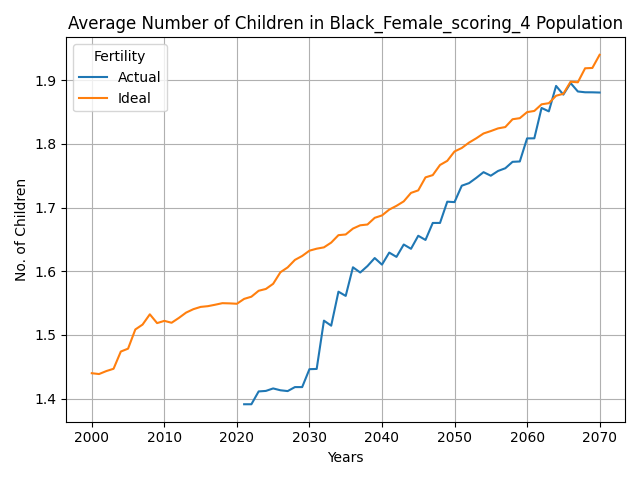 Average Number of Children in Black_Female_scoring_4 Population
Fertility
Actual
Ideal
No. of Children
1.9
1.8
1.7
1.6
1.5
1.4
2000 2010 2020 2030 2040 2050 2060 2070
Years